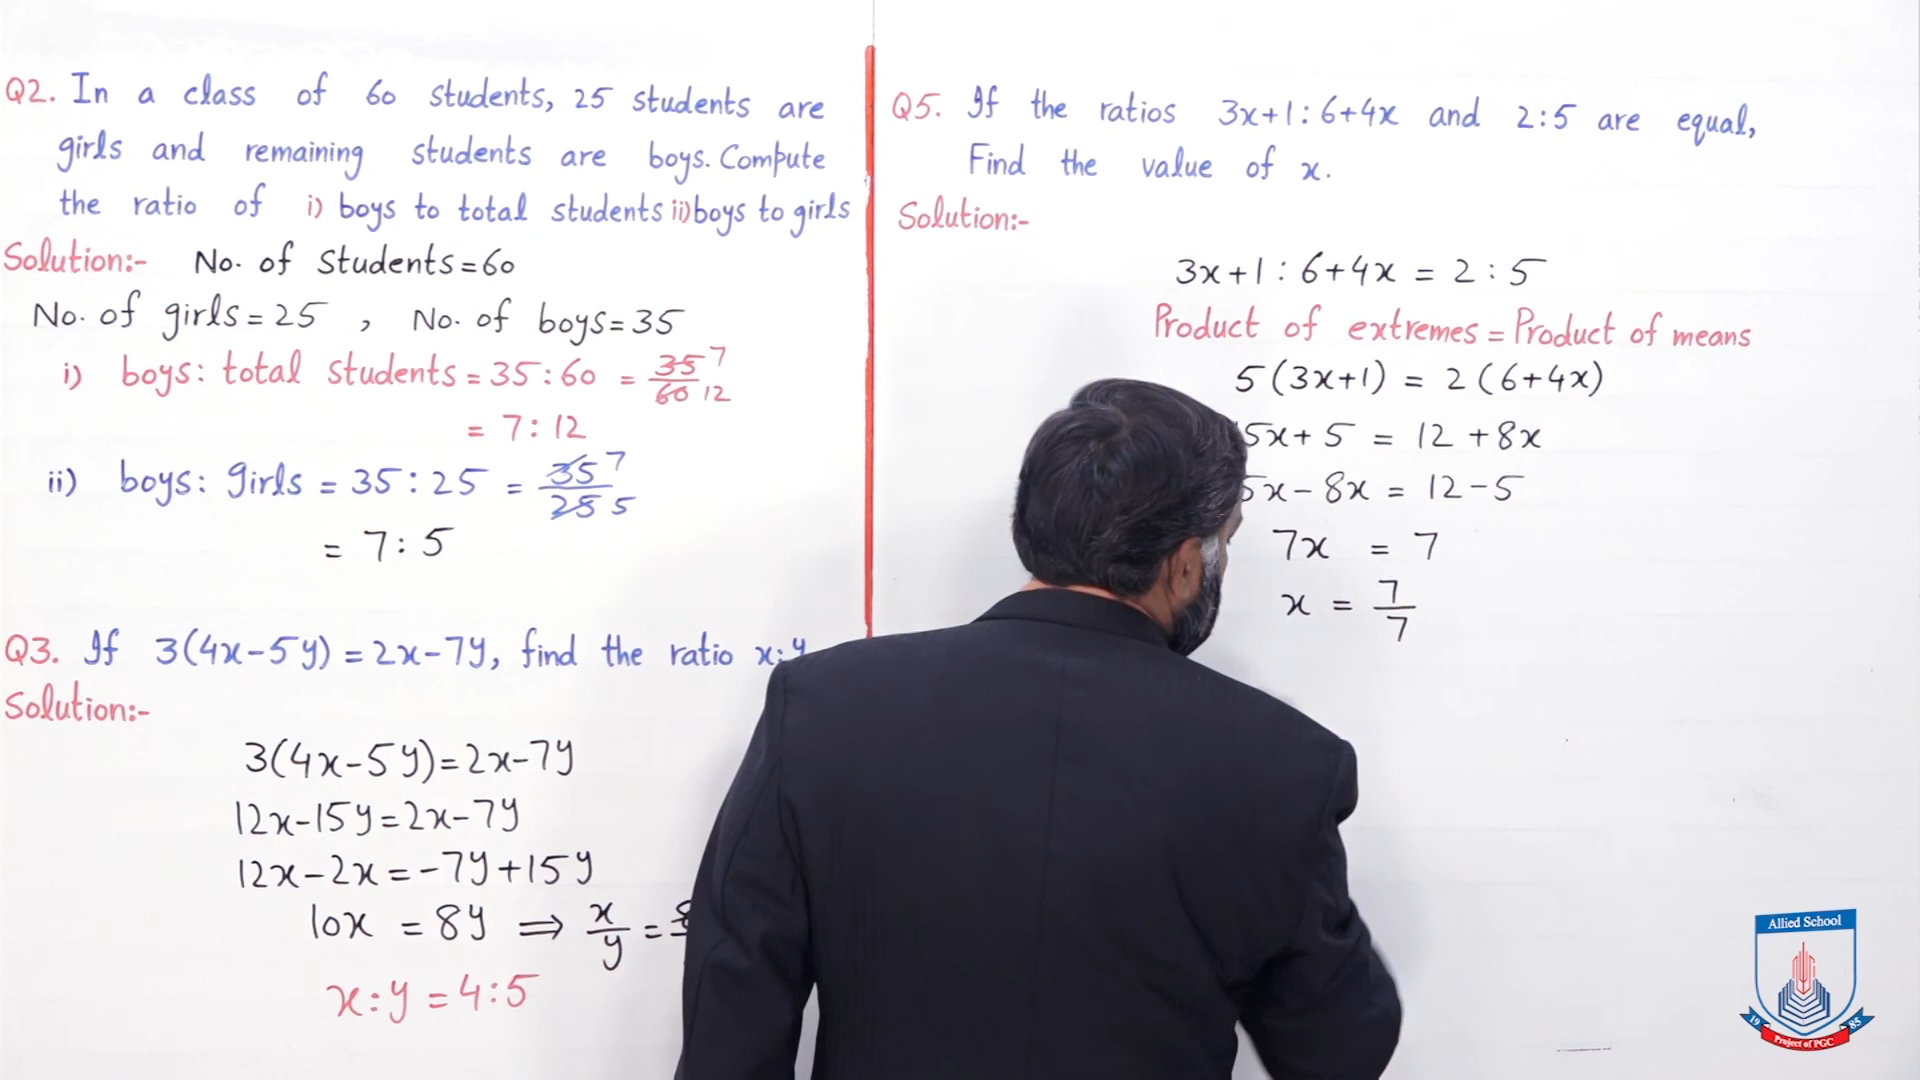 Q2. In a class of 60 students, 25 students are
girls and remaining students are boys. Compute
the ratio of i) boys to total students ii) boys to girls
Solution:- No. of Students = 60
No. of girls = 25 , No. of boys = 35
i) boys: total Students = 35:60 = 35/60 7/12
= 7:12
ii) boys: Girls = 35:25 = 35/25 7/5
= 7:5
Q3. If 3(4x-5y) = 2x-7y, find the ratio x:y
Solution:-
3(4x-5y)=2x-7y
12x-15y=2x-7y
12x-2x=-7y+15y
10x = 8y ⇒ x/y =
x:y = 4:5
Q5. If the ratios 3x+1:6+4x and 2:5 are equal,
Find the value of x.
Solution:-
3x+1 : 6+4x = 2 : 5
Product of extremes = Product of means
5(3x+1) = 2(6+4x)
5x+5 = 12+8x
5x-8x = 12-5
7x = 7
x = 7/7
Allied School
19 85
Project of PGC